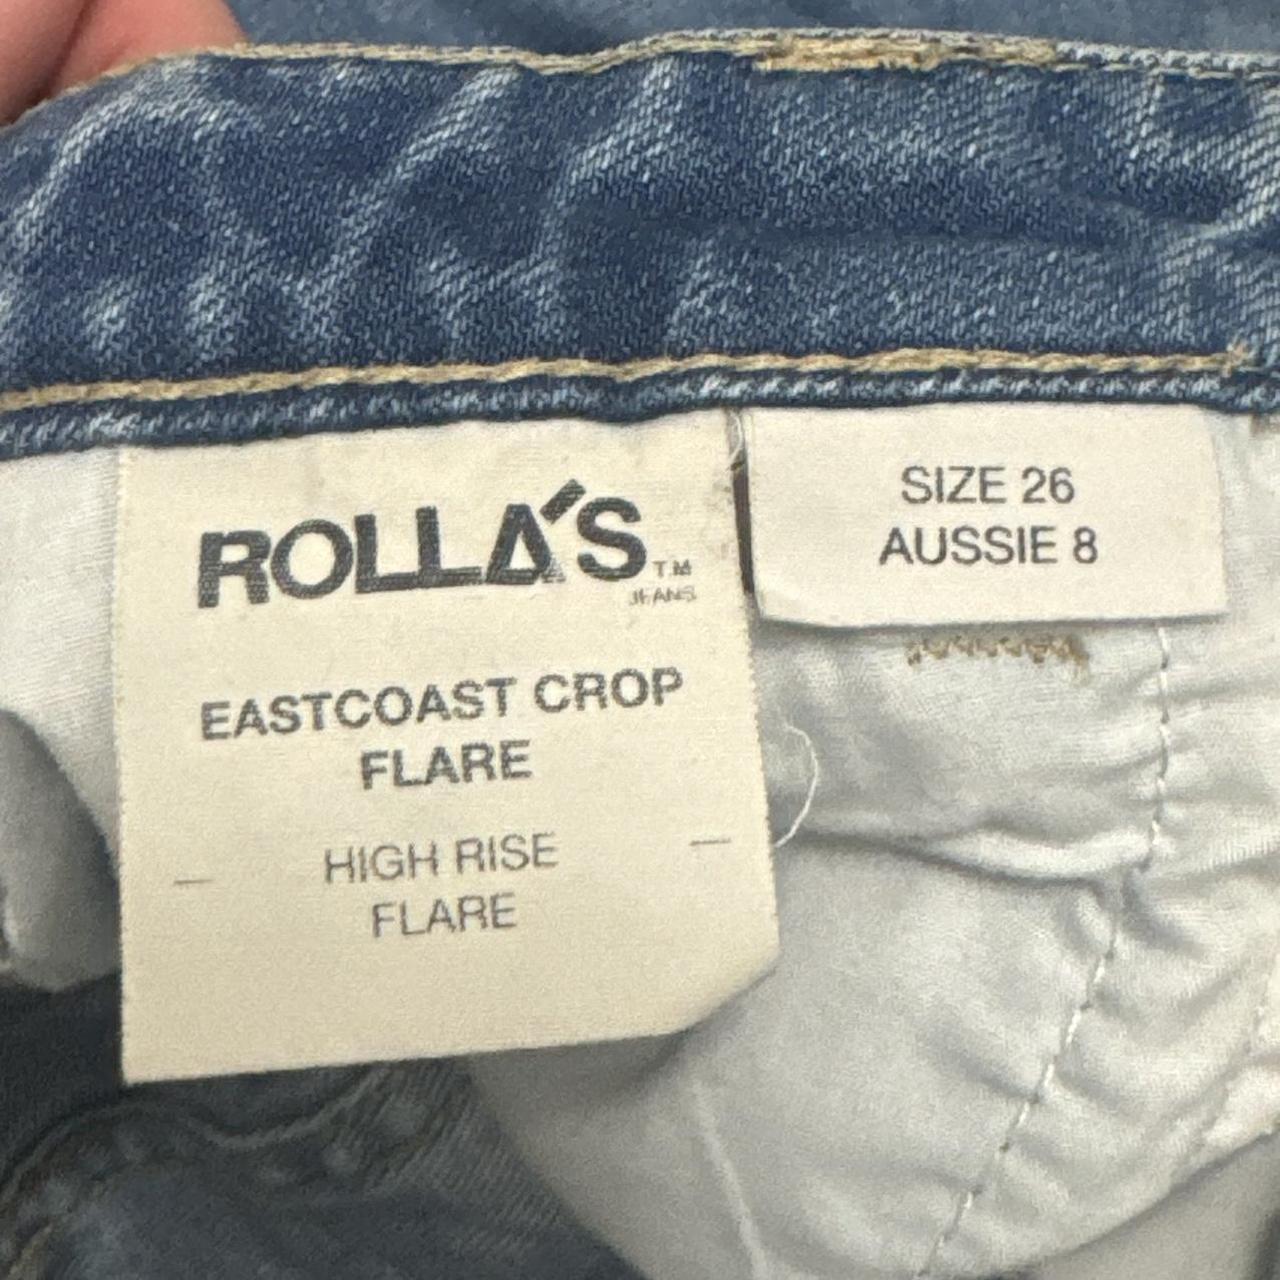 ROLLA'S TM
JEANS
EASTCOAST CROP
FLARE
HIGH RISE
FLARE
SIZE 26
AUSSIE 8